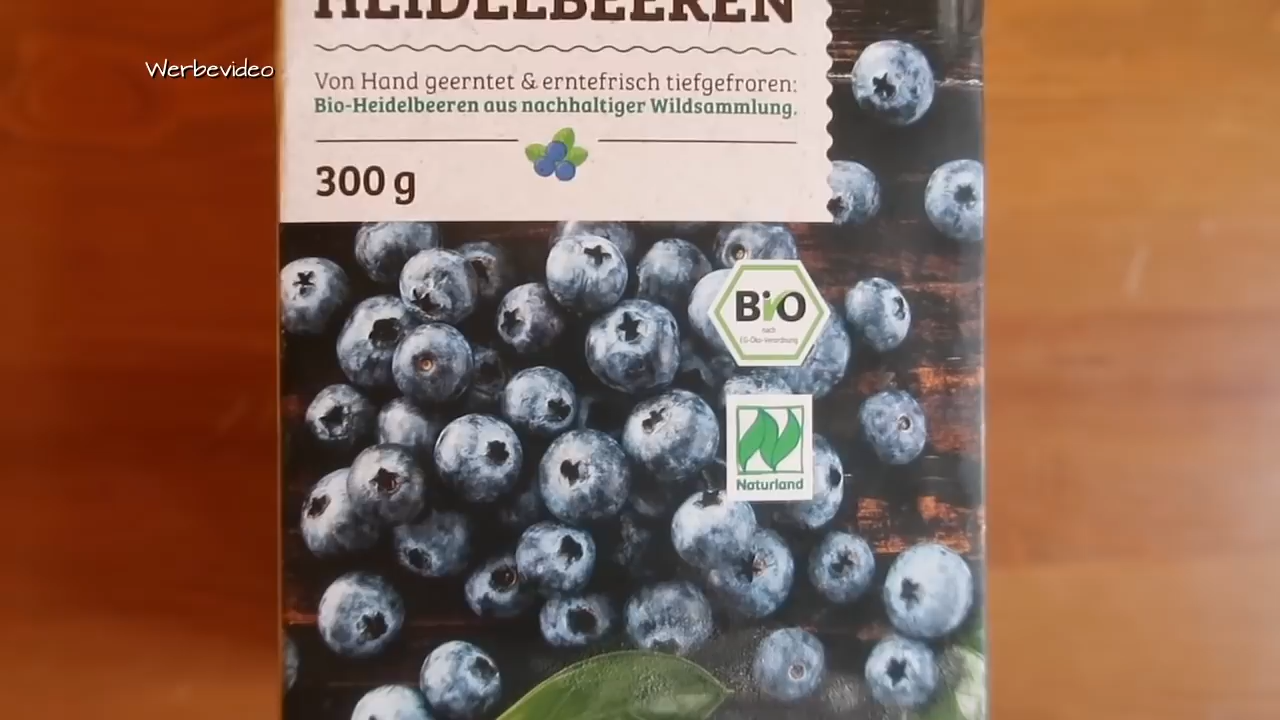 HEIDELBEEREN
Werbevideo
Von Hand geerntet & erntefrisch tiefgefroren:
Bio-Heidelbeeren aus nachhaltiger Wildsammlung.
300 g
BiO
nach
EG-Öko-Verordnung
Naturland